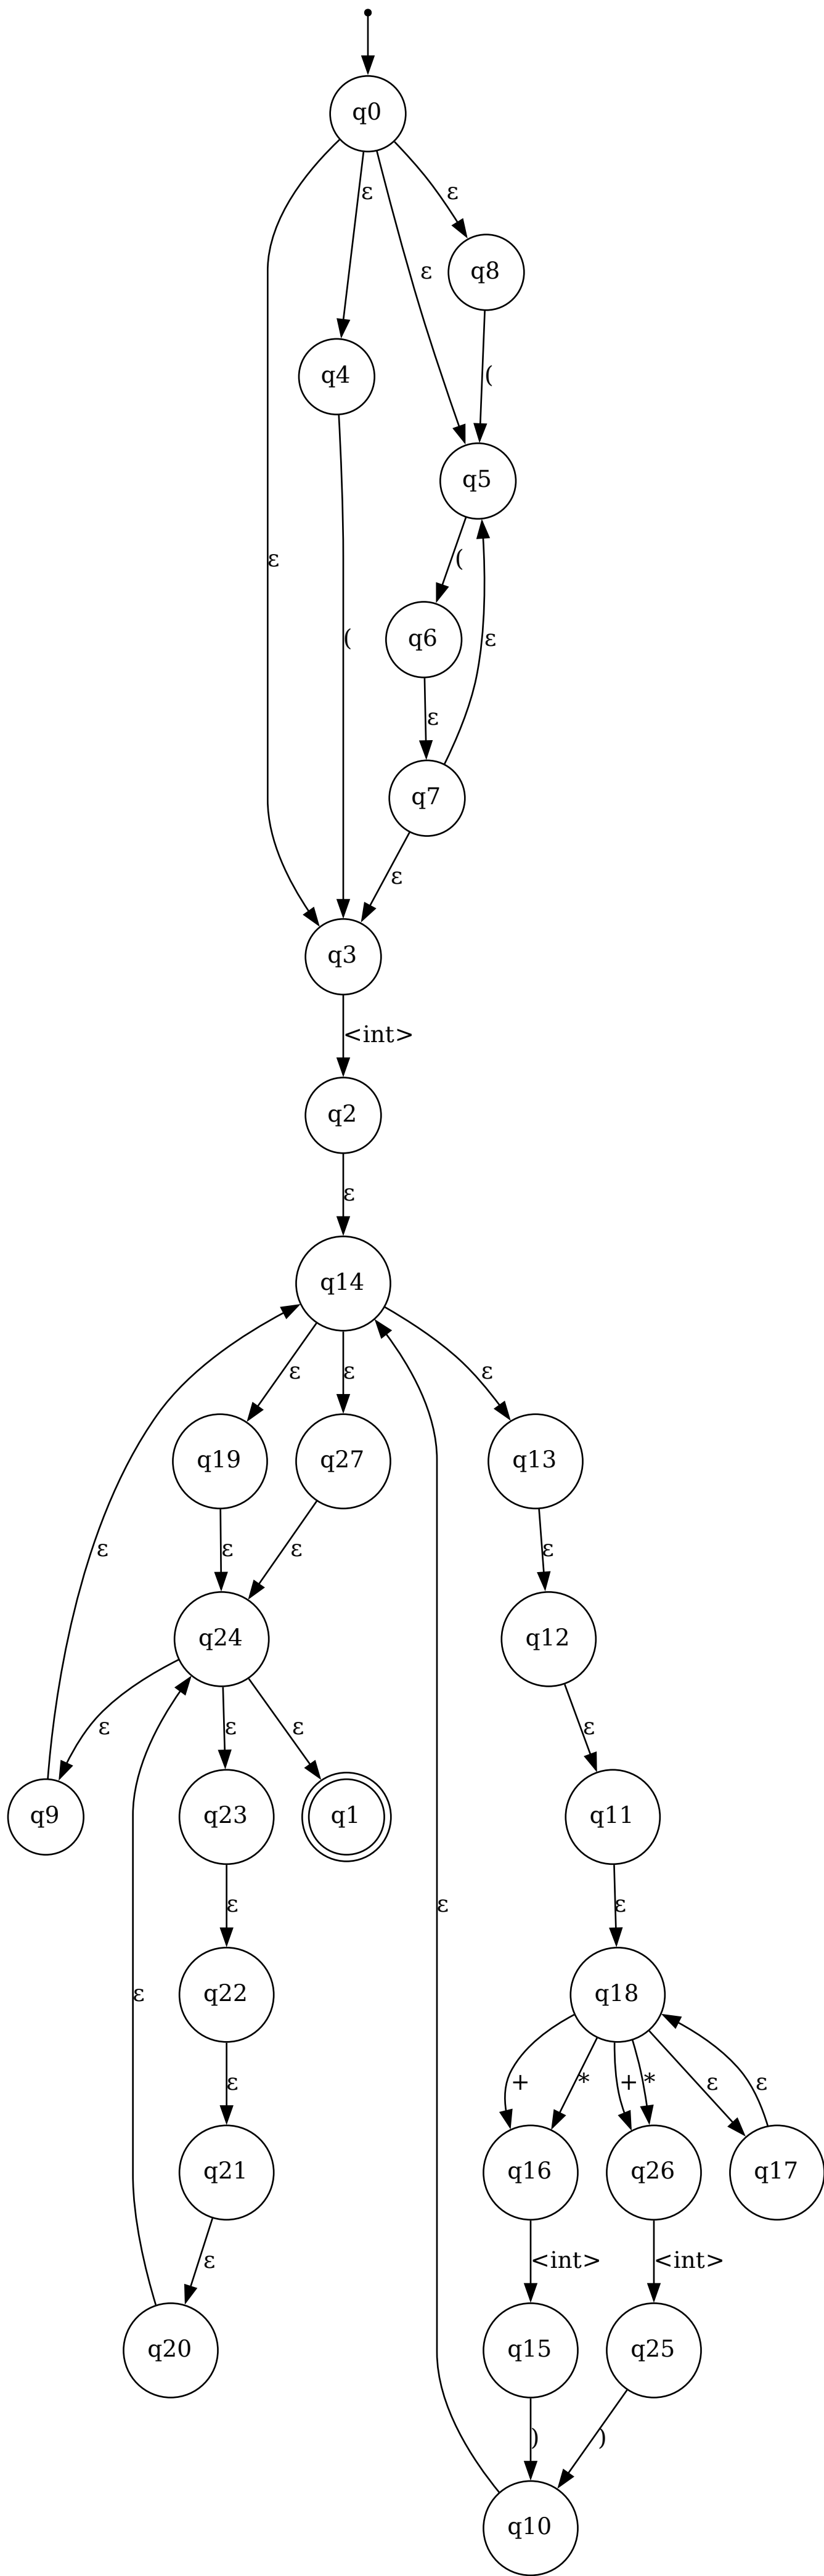 q0
ε
ε
q8
ε
q4
(
q5
ε
(
q6
(
ε
ε
q7
ε
q3
<int>
q2
ε
q14
ε
ε
ε
q19
q27
q13
ε
ε
ε
ε
q24
q12
ε
ε
ε
ε
q9
q23
q1
q11
ε
ε
ε
ε
q22
q18
ε
+
*
+
*
ε
ε
q21
q16
q26
q17
ε
<int>
<int>
q20
q15
q25
)
)
q10